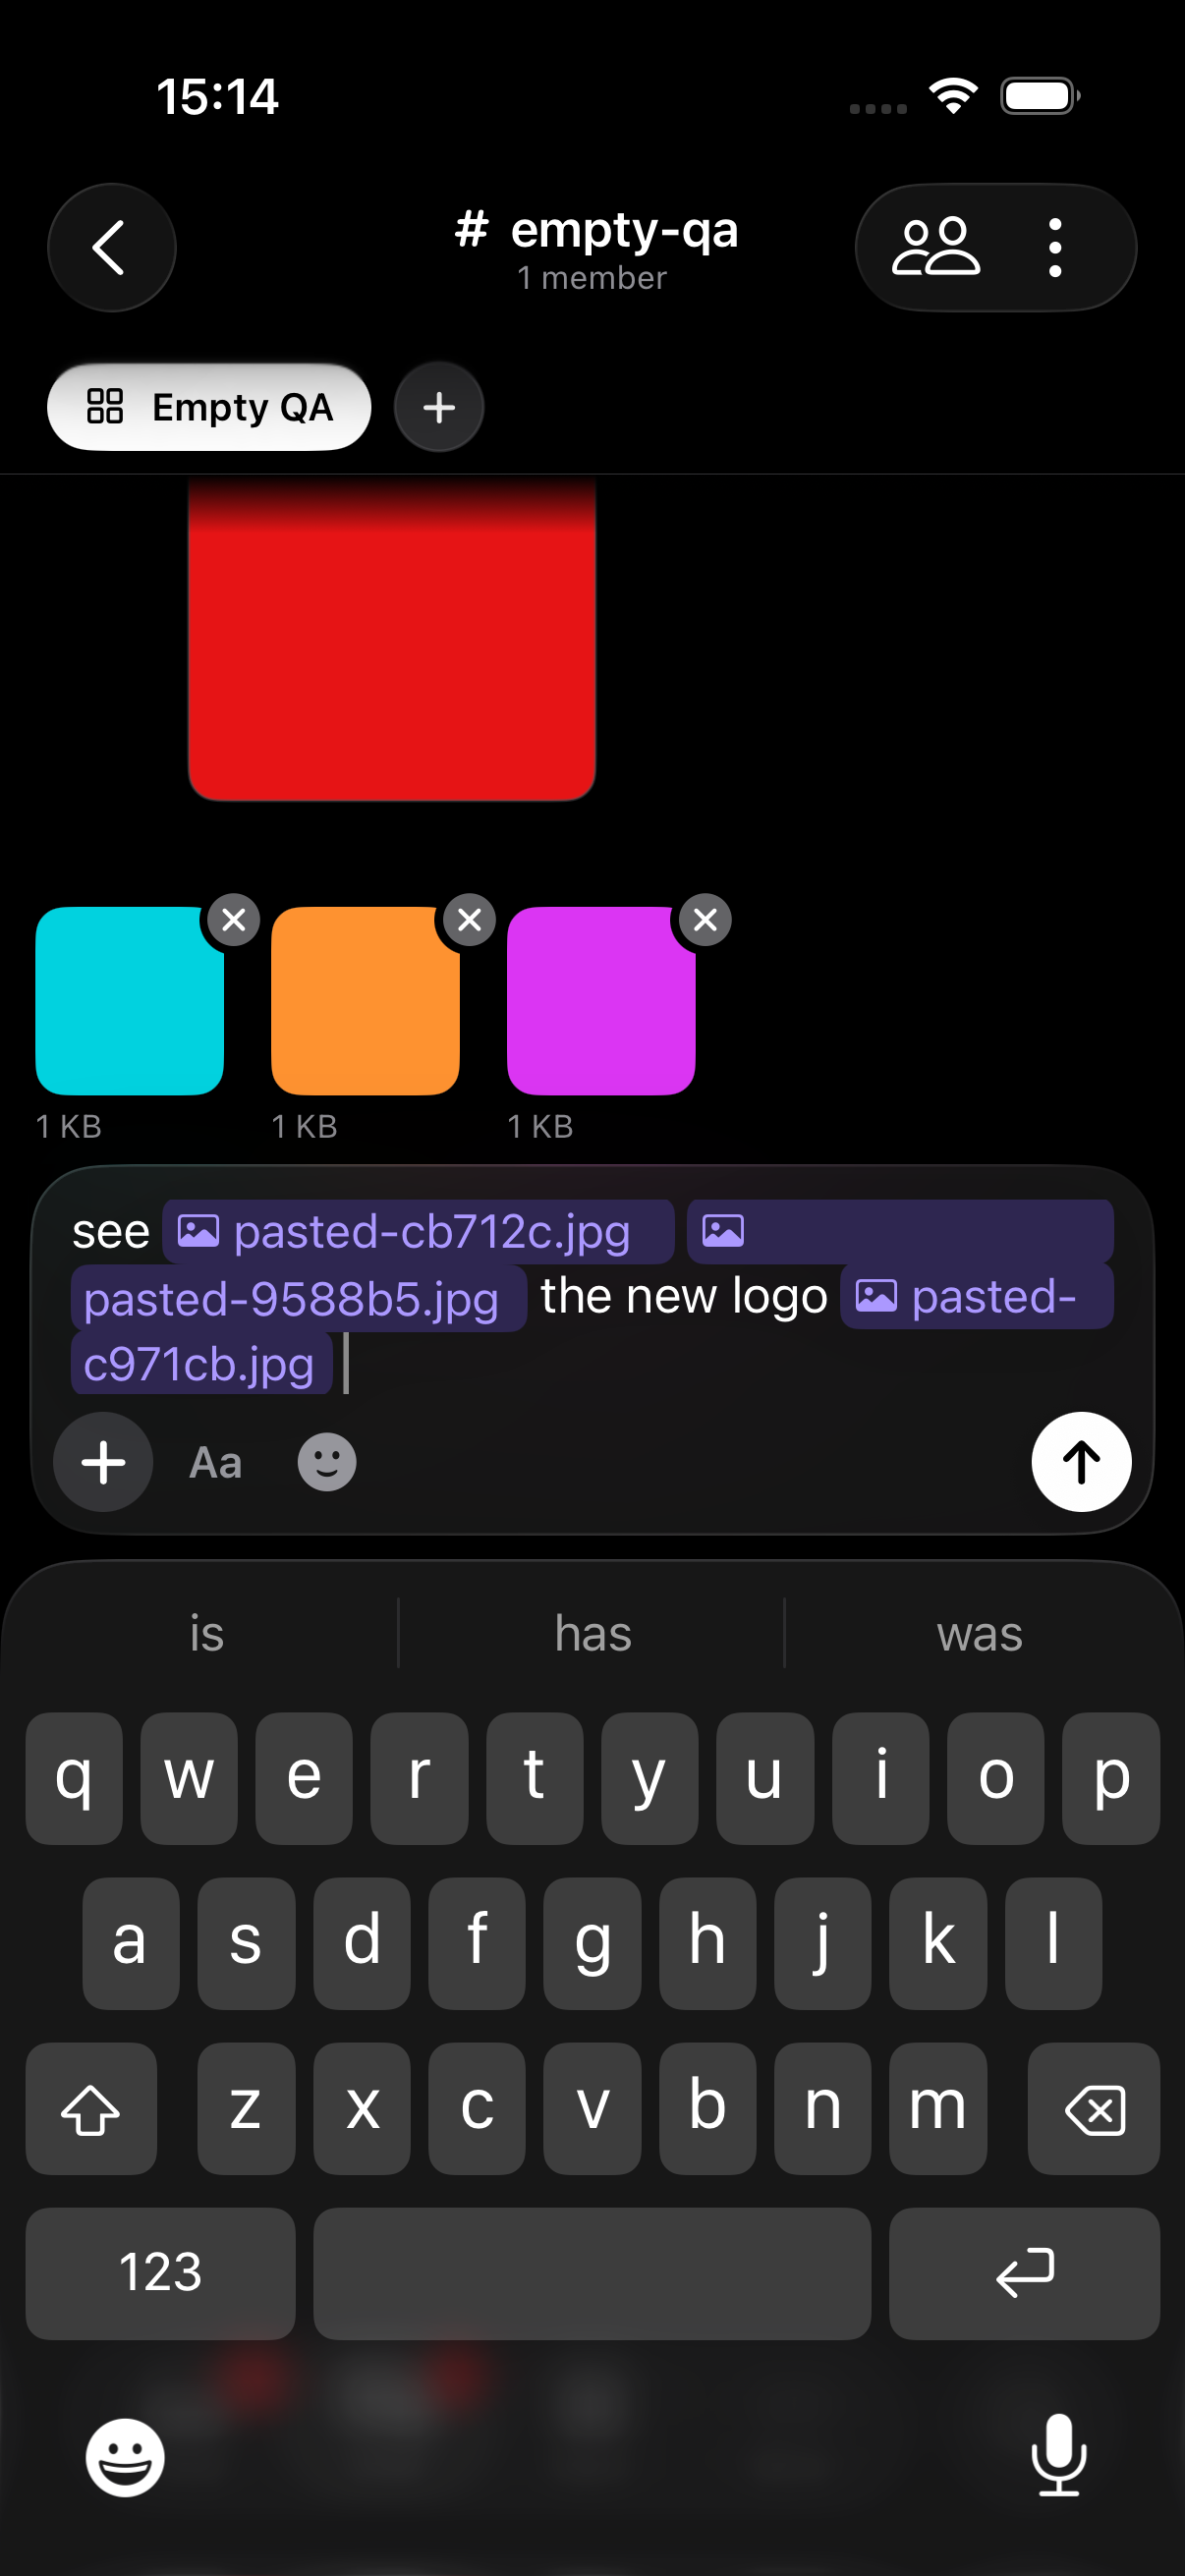 15:14
# empty-qa
1 member
Empty QA
1 KB 1 KB 1 KB
see pasted-cb712c.jpg
pasted-9588b5.jpg the new logo pasted-
c971cb.jpg
Aa
is has was
q w e r t y u i o p
a s d f g h j k l
z x c v b n m
123